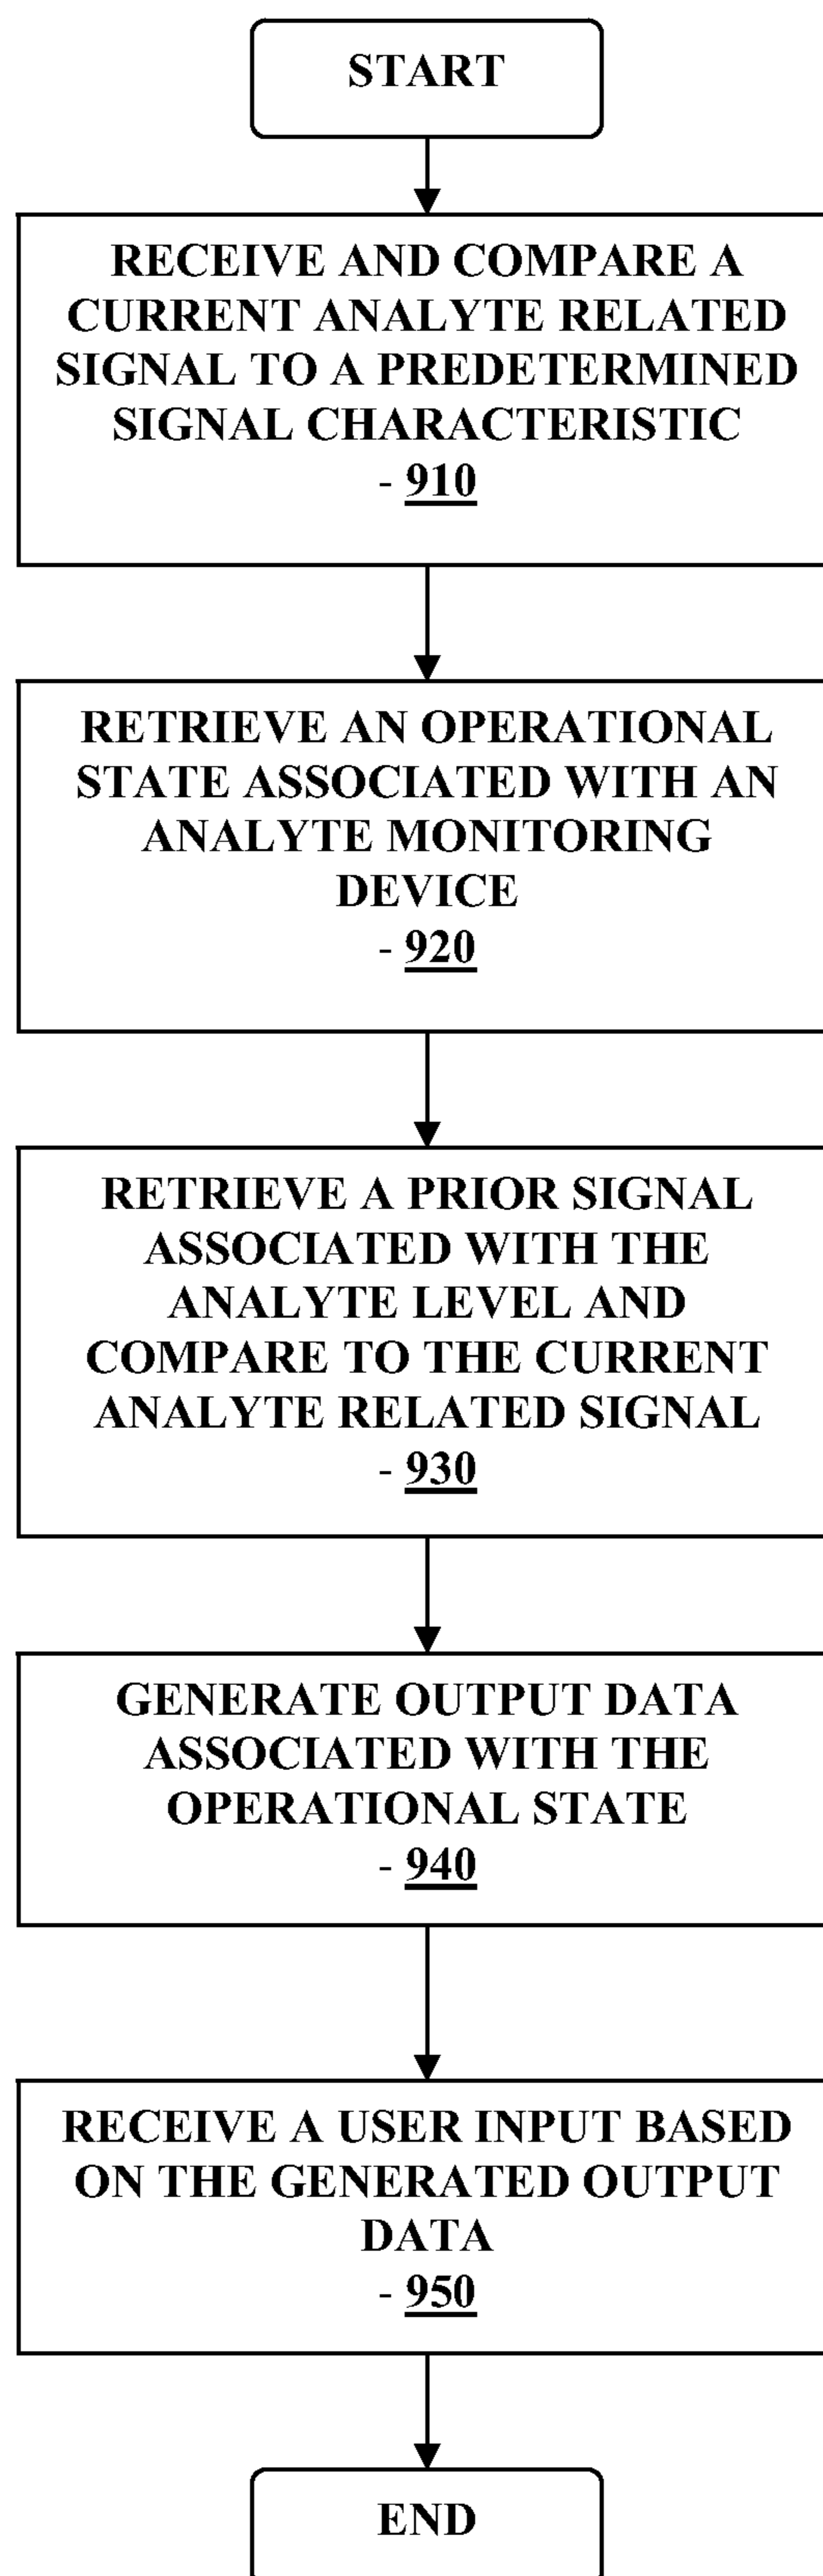 START
RECEIVE AND COMPARE A
CURRENT ANALYTE RELATED
SIGNAL TO A PREDETERMINED
SIGNAL CHARACTERISTIC
- 910
RETRIEVE AN OPERATIONAL
STATE ASSOCIATED WITH AN
ANALYTE MONITORING
DEVICE
- 920
RETRIEVE A PRIOR SIGNAL
ASSOCIATED WITH THE
ANALYTE LEVEL AND
COMPARE TO THE CURRENT
ANALYTE RELATED SIGNAL
- 930
GENERATE OUTPUT DATA
ASSOCIATED WITH THE
OPERATIONAL STATE
- 940
RECEIVE A USER INPUT BASED
ON THE GENERATED OUTPUT
DATA
- 950
END